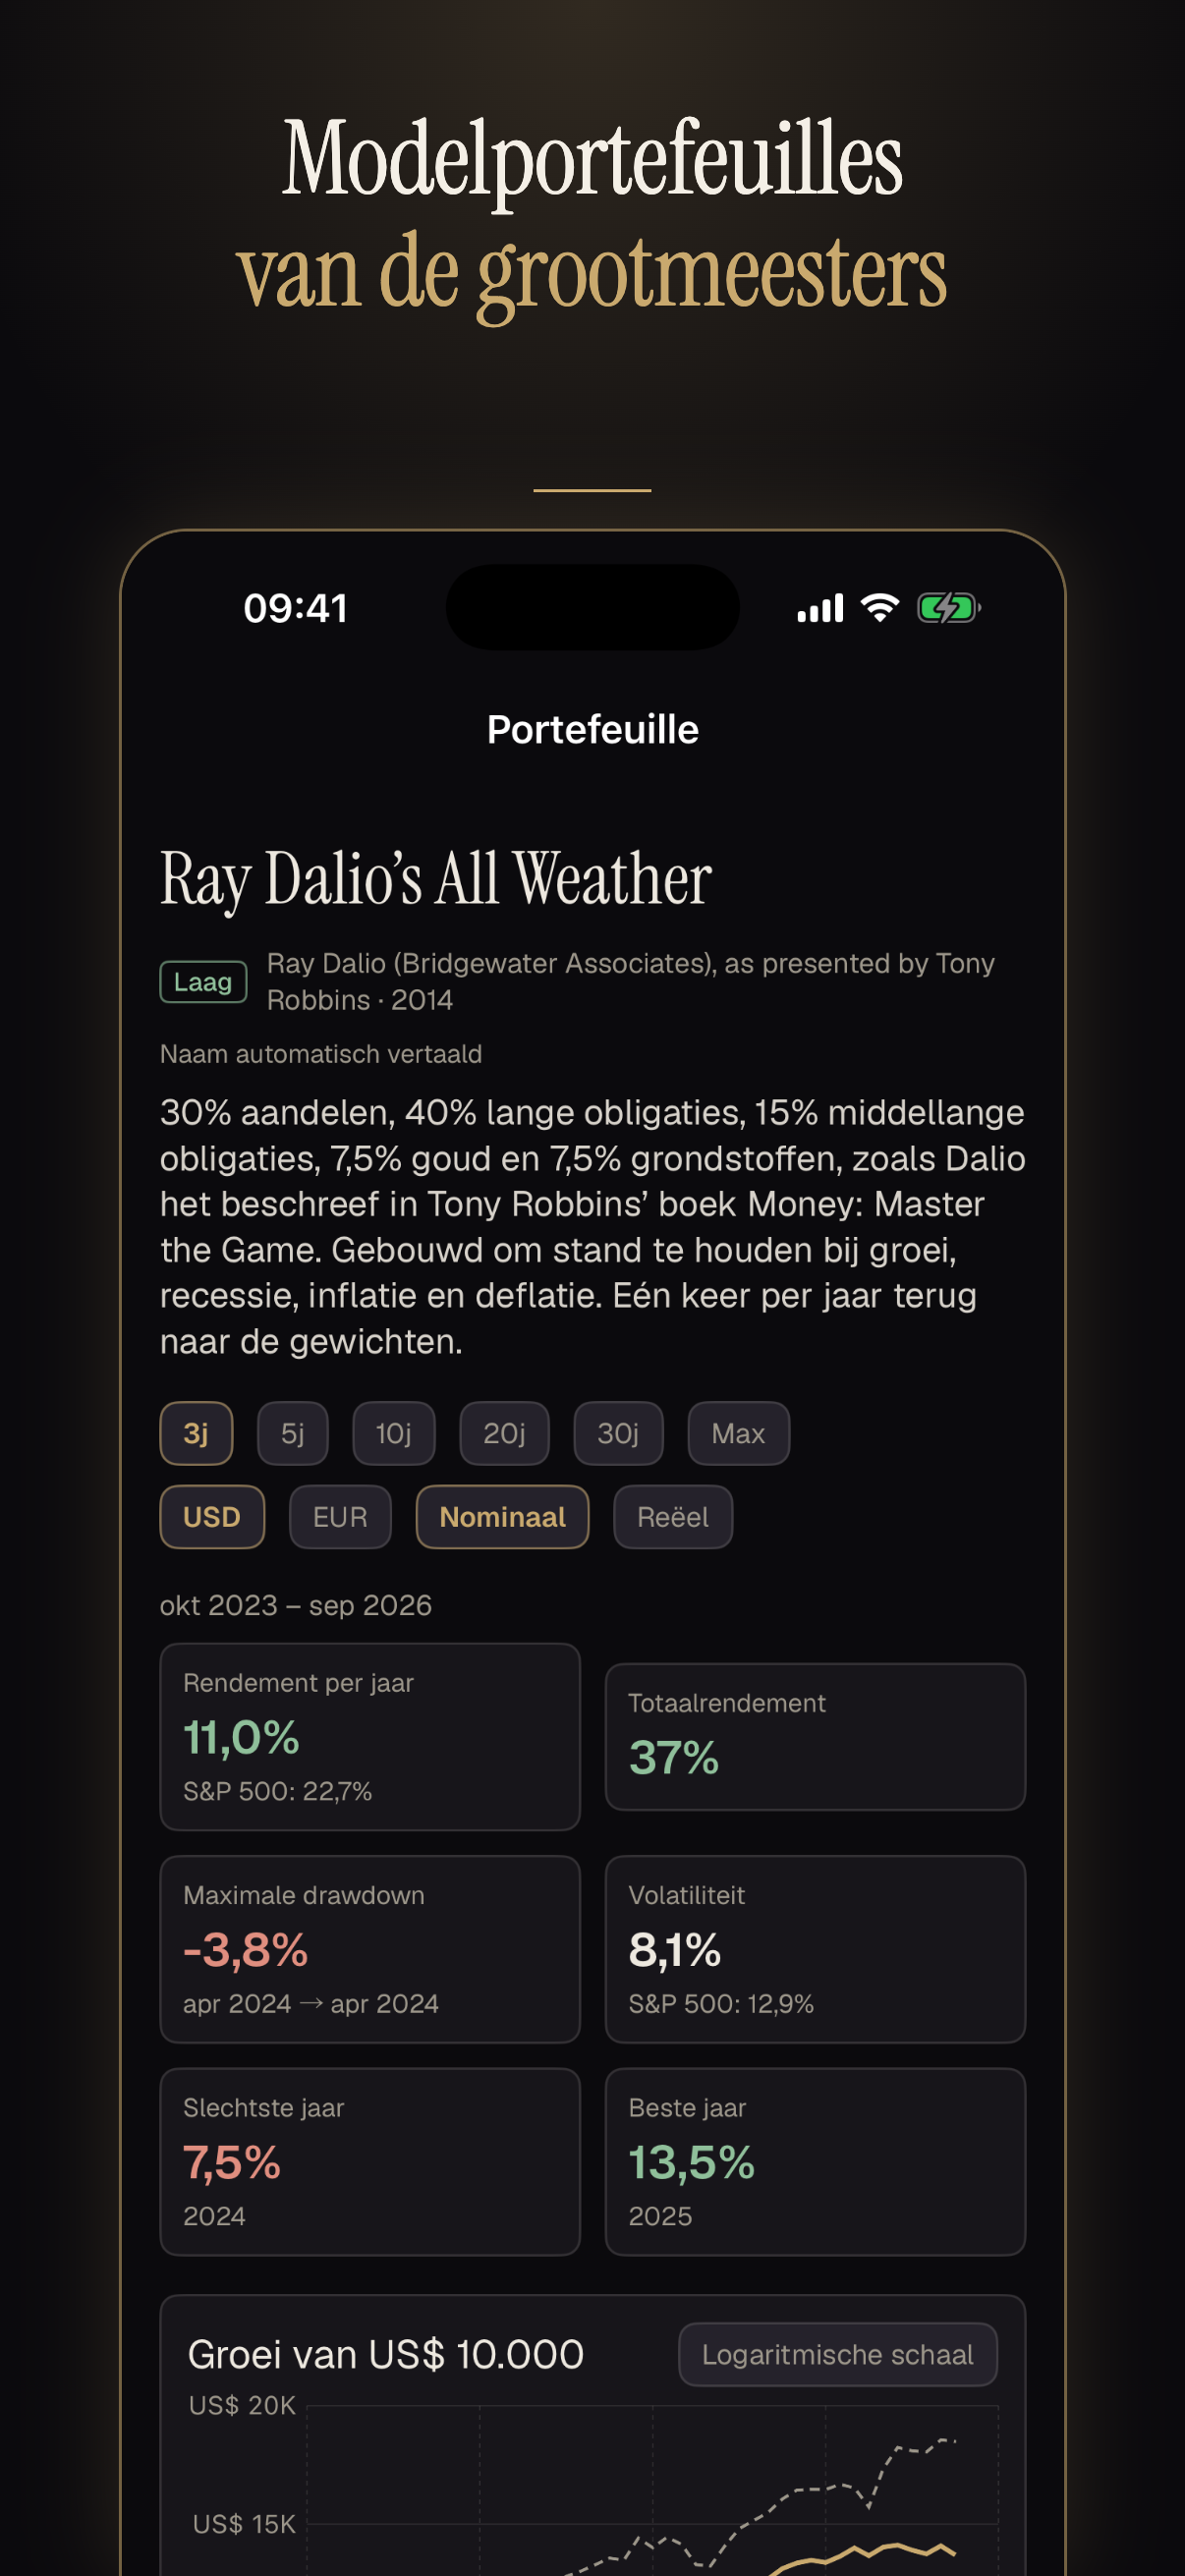 Modelportefeuilles
van de grootmeesters
09:41
Portefeuille
Ray Dalio’s All Weather
Laag
Ray Dalio (Bridgewater Associates), as presented by Tony
Robbins · 2014
Naam automatisch vertaald
30% aandelen, 40% lange obligaties, 15% middellange
obligaties, 7,5% goud en 7,5% grondstoffen, zoals Dalio
het beschreef in Tony Robbins’ boek Money: Master
the Game. Gebouwd om stand te houden bij groei,
recessie, inflatie en deflatie. Eén keer per jaar terug
naar de gewichten.
3j 5j 10j 20j 30j Max
USD EUR Nominaal Reëel
okt 2023 – sep 2026
Rendement per jaar
11,0%
S&P 500: 22,7%
Totaalrendement
37%
Maximale drawdown
-3,8%
apr 2024 → apr 2024
Volatiliteit
8,1%
S&P 500: 12,9%
Slechtste jaar
7,5%
2024
Beste jaar
13,5%
2025
Groei van US$ 10.000
Logaritmische schaal
US$ 20K
US$ 15K